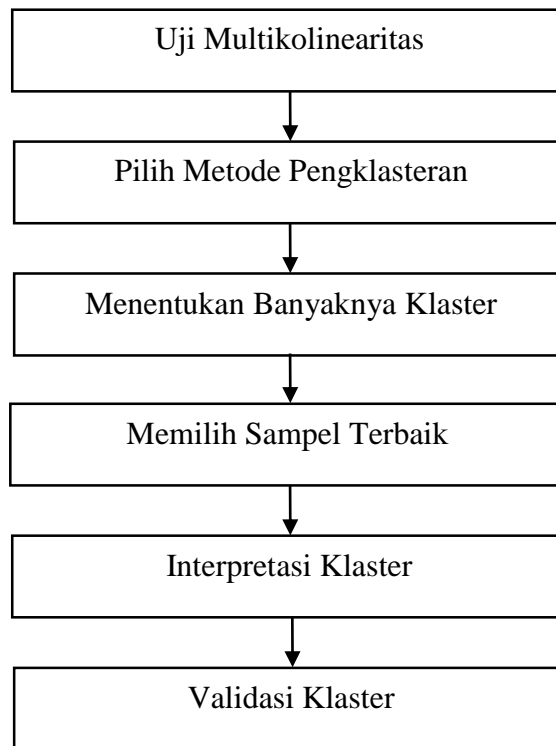 Uji Multikolinearitas
Pilih Metode Pengklasteran
Menentukan Banyaknya Klaster
Memilih Sampel Terbaik
Interpretasi Klaster
Validasi Klaster